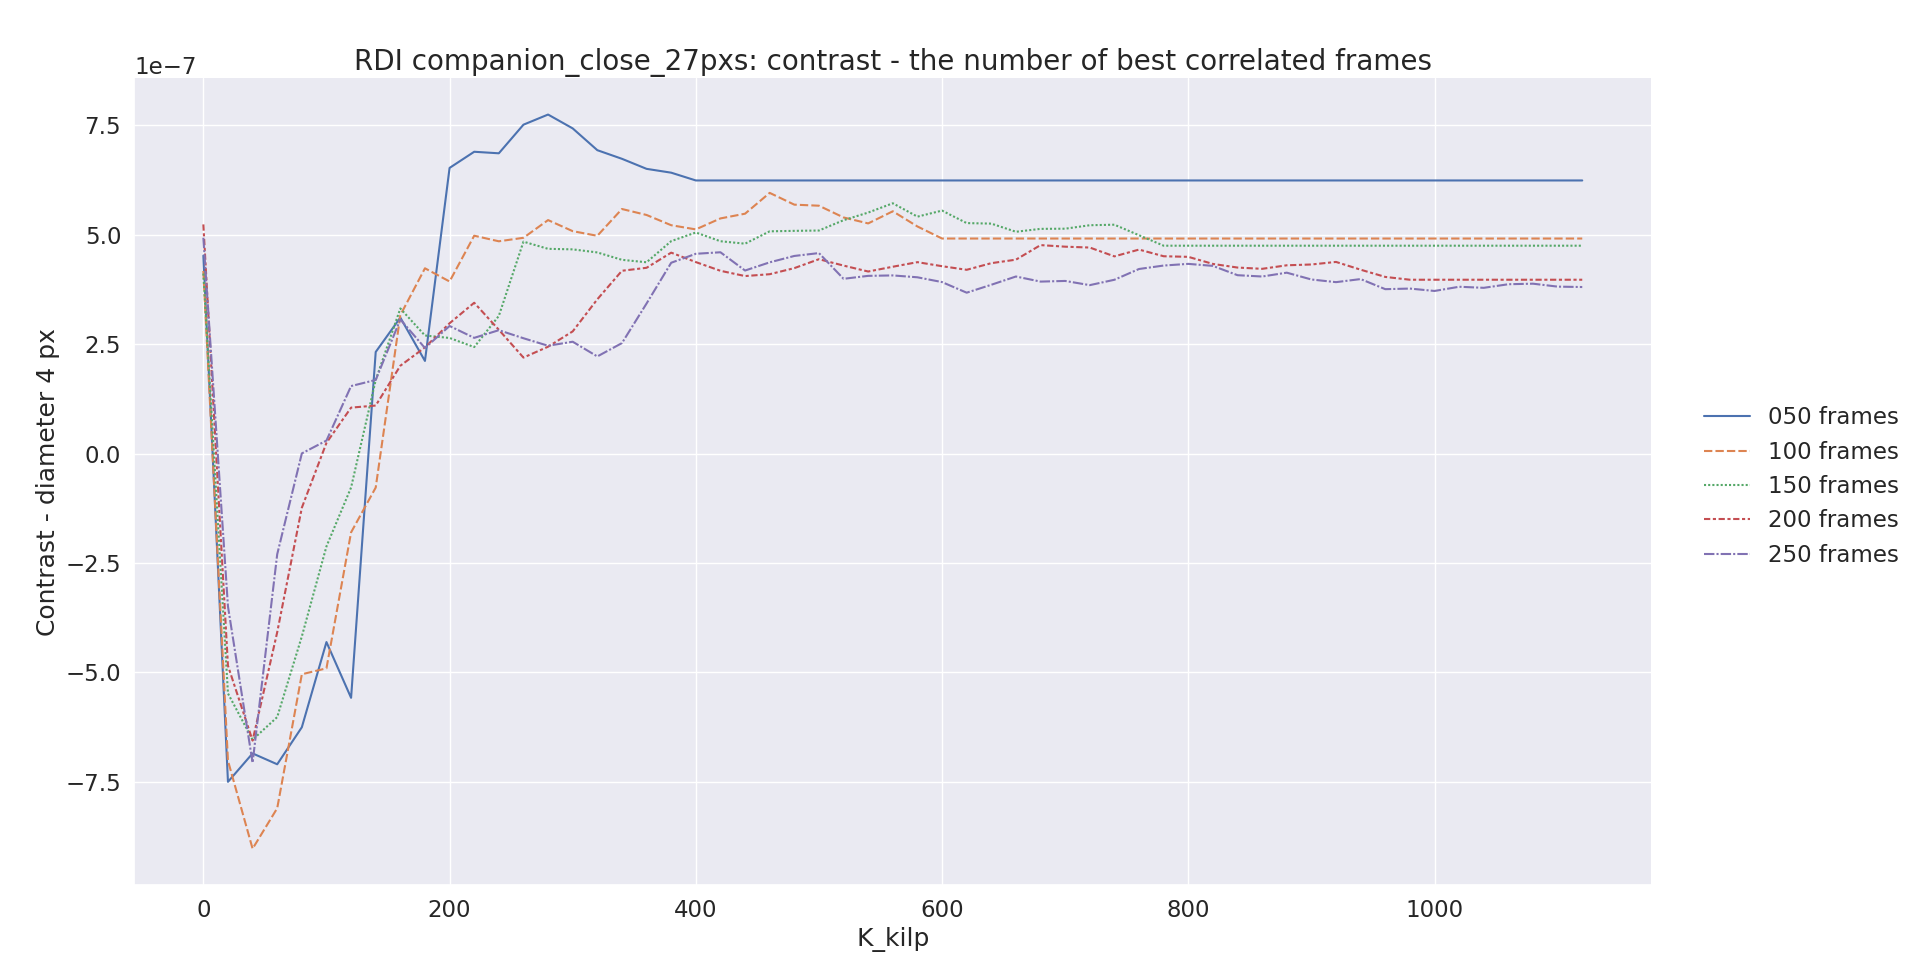 RDI companion_close_27pxs: contrast - the number of best correlated frames
1e−7
7.5
5.0
2.5
0.0
−2.5
−5.0
−7.5
Contrast - diameter 4 px
0 200 400 600 800 1000
K_kilp
050 frames
100 frames
150 frames
200 frames
250 frames